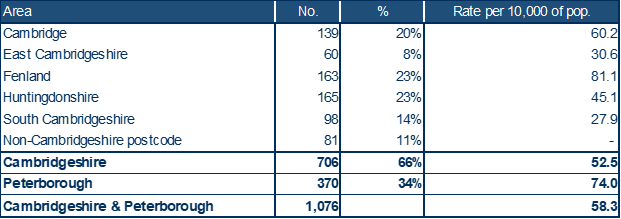 Area No. % Rate per 10,000 of pop.
Cambridge 139 20% 60.2
East Cambridgeshire 60 8% 30.6
Fenland 163 23% 81.1
Huntingdonshire 165 23% 45.1
South Cambridgeshire 98 14% 27.9
Non-Cambridgeshire postcode 81 11% -
Cambridgeshire 706 66% 52.5
Peterborough 370 34% 74.0
Cambridgeshire & Peterborough 1,076 58.3